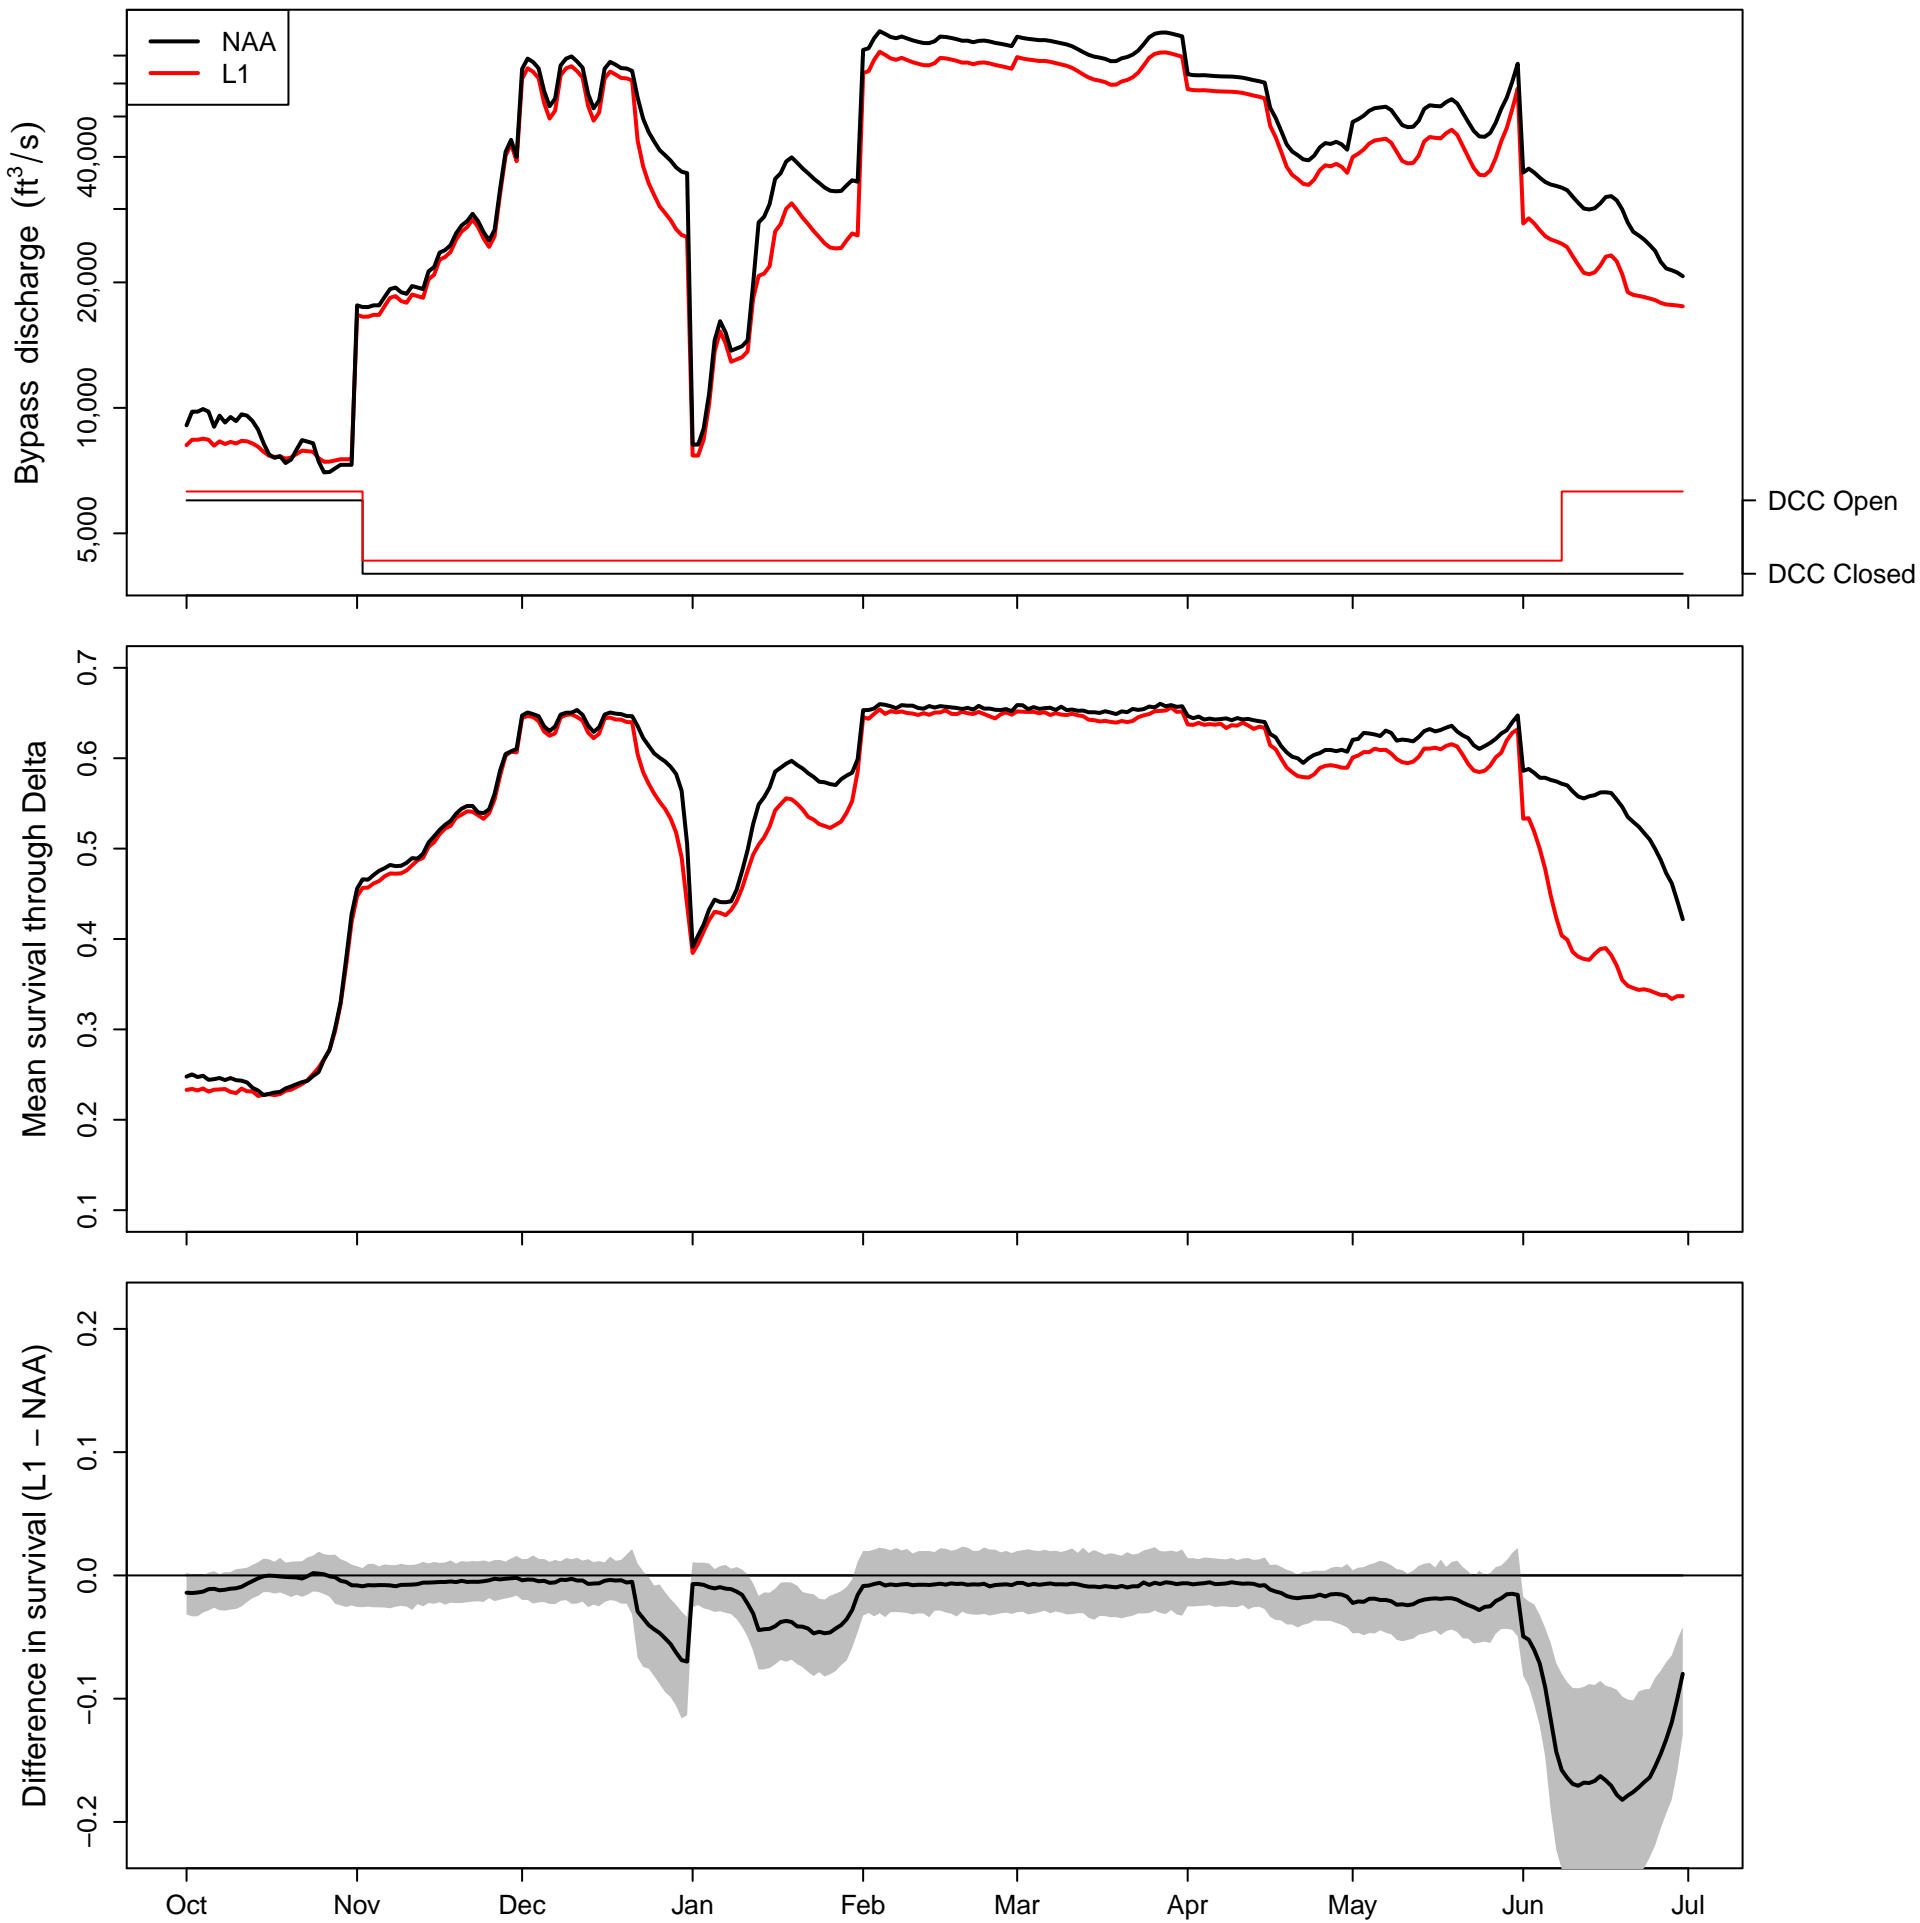 NAA
L1
Bypass discharge (ft³/s)
40,000
20,000
10,000
5,000
DCC Open
DCC Closed
Mean survival through Delta
0.7
0.6
0.5
0.4
0.3
0.2
0.1
Difference in survival (L1 − NAA)
0.2
0.1
0.0
−0.1
−0.2
Oct Nov Dec Jan Feb Mar Apr May Jun Jul